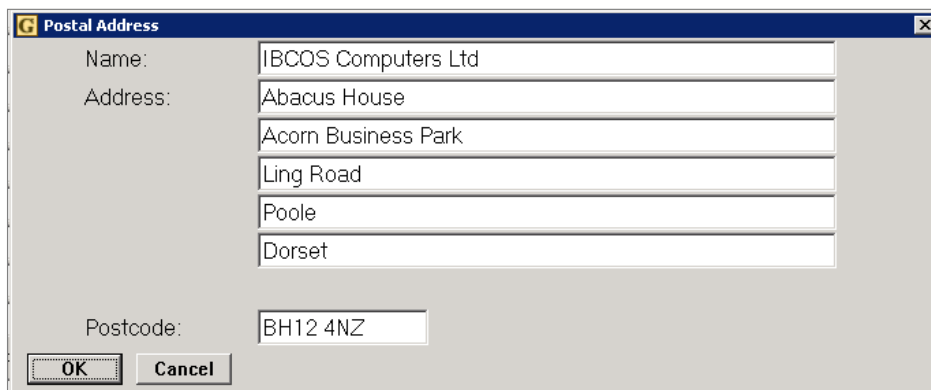 G Postal Address
Name: IBCOS Computers Ltd
Address: Abacus House
Acorn Business Park
Ling Road
Poole
Dorset
Postcode: BH12 4NZ
OK Cancel